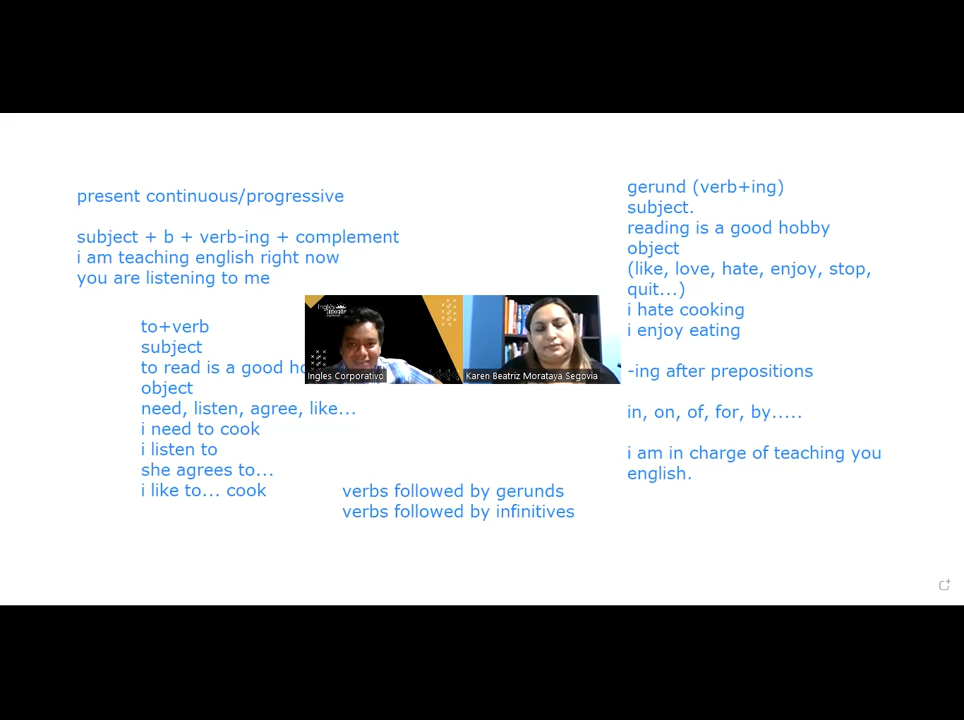 present continuous/progressive
subject + b + verb-ing + complement
i am teaching english right now
you are listening to me
to+verb
subject
to read is a good ho
object
need, listen, agree, like...
i need to cook
i listen to
she agrees to...
i like to... cook
verbs followed by gerunds
verbs followed by infinitives
Ingles Corporativo
Karen Beatriz Morataya Segovia
gerund (verb+ing)
subject.
reading is a good hobby
object
(like, love, hate, enjoy, stop,
quit...)
i hate cooking
i enjoy eating
-ing after prepositions
in, on, of, for, by.....
i am in charge of teaching you
english.